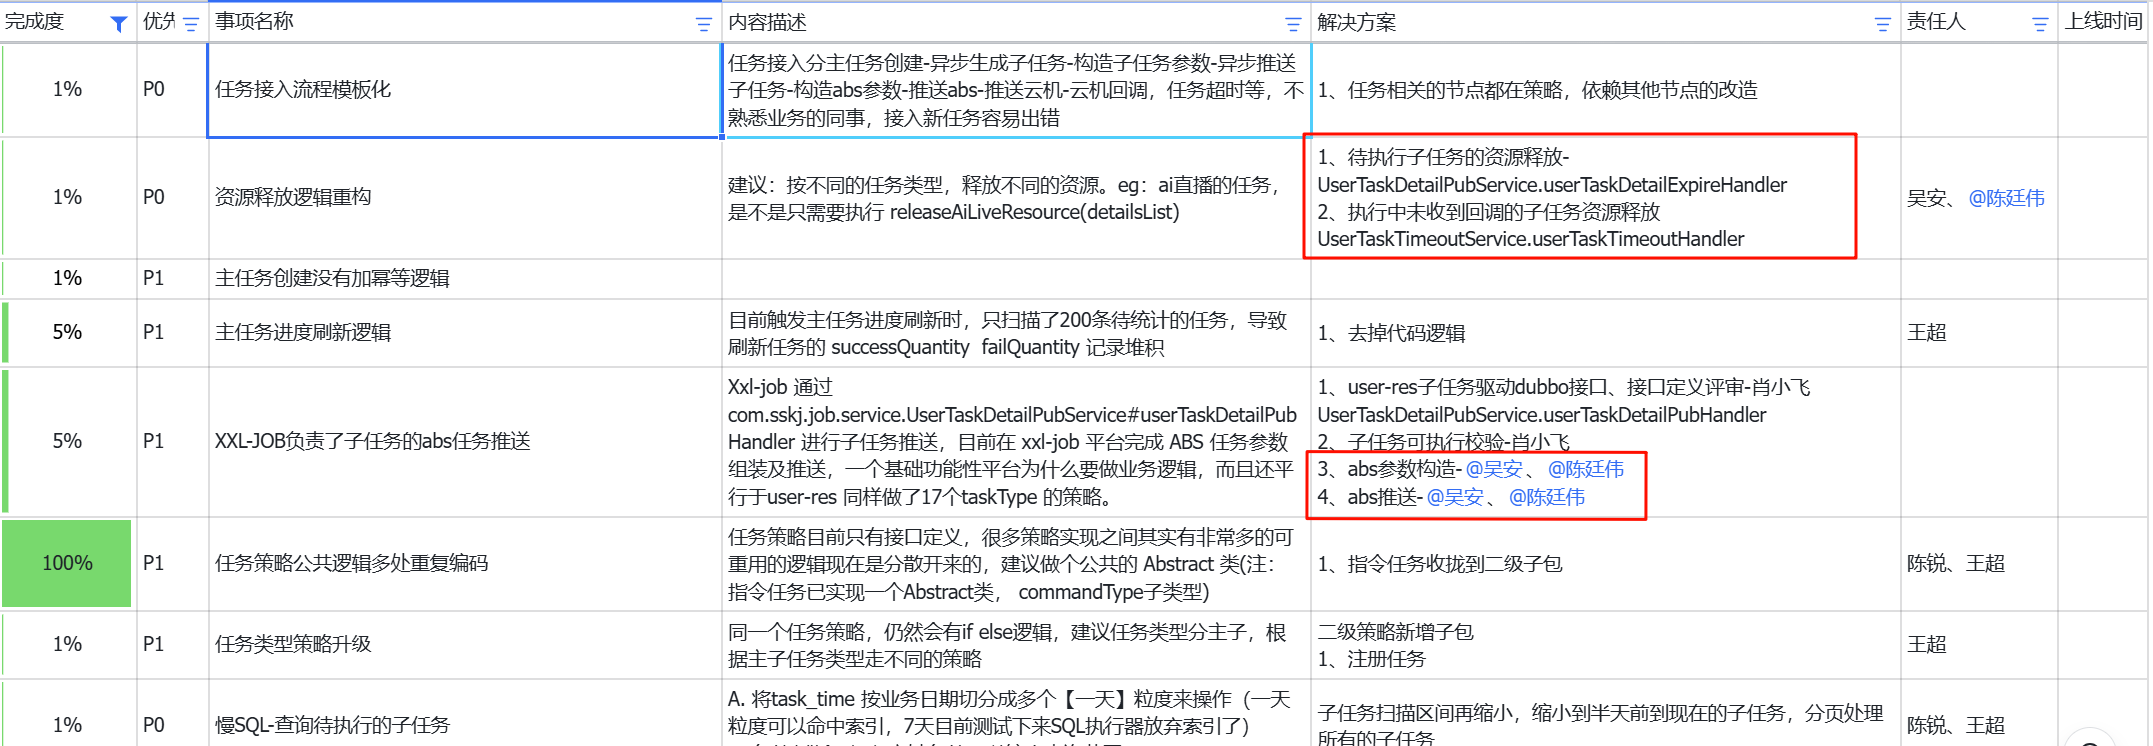 完成度 优先 事项名称 内容描述 解决方案 责任人 上线时间
1% P0 任务接入流程模板化
任务接入分主任务创建-异步生成子任务-构造子任务参数-异步推送
子任务-构造abs参数-推送abs-推送云机-云机回调，任务超时等，不
熟悉业务的同事，接入新任务容易出错
1、任务相关的节点都在策略，依赖其他节点的改造
1% P0 资源释放逻辑重构
建议：按不同的任务类型，释放不同的资源。eg：ai直播的任务，
是不是只需要执行 releaseAiLiveResource(detailsList)
1、待执行子任务的资源释放-
UserTaskDetailPubService.userTaskDetailExpireHandler
2、执行中未收到回调的子任务资源释放
UserTaskTimeoutService.userTaskTimeoutHandler
吴安、 @陈廷伟
1% P1 主任务创建没有加幂等逻辑
5% P1 主任务进度刷新逻辑
目前触发主任务进度刷新时，只扫描了200条待统计的任务，导致
刷新任务的 successQuantity failQuantity 记录堆积
1、去掉代码逻辑
王超
5% P1 XXL-JOB负责了子任务的abs任务推送
Xxl-job 通过
com.sskj.job.service.UserTaskDetailPubService#userTaskDetailPub
Handler 进行子任务推送，目前在 xxl-job 平台完成 ABS 任务参数
组装及推送，一个基础功能性平台为什么要做业务逻辑，而且还平
行于user-res 同样做了17个taskType 的策略。
1、user-res子任务驱动dubbo接口、接口定义评审-肖小飞
UserTaskDetailPubService.userTaskDetailPubHandler
2、子任务可执行校验-肖小飞
3、abs参数构造- @吴安 、 @陈廷伟
4、abs推送- @吴安 、 @陈廷伟
100% P1 任务策略公共逻辑多处重复编码
任务策略目前只有接口定义，很多策略实现之间其实有非常多的可
重用的逻辑现在是分散开来的，建议做个公共的 Abstract 类(注：
指令任务已实现一个Abstract类， commandType子类型)
1、指令任务收拢到二级子包
陈锐、王超
1% P1 任务类型策略升级
同一个任务策略，仍然会有if else逻辑，建议任务类型分主子，根
据主子任务类型走不同的策略
二级策略新增子包
1、注册任务
王超
1% P0 慢SQL-查询待执行的子任务
A. 将task_time 按业务日期切分成多个【一天】粒度来操作（一天
粒度可以命中索引，7天目前测试下来SQL执行器放弃索引了）
子任务扫描区间再缩小，缩小到半天前到现在的子任务，分页处理
所有的子任务
陈锐、王超